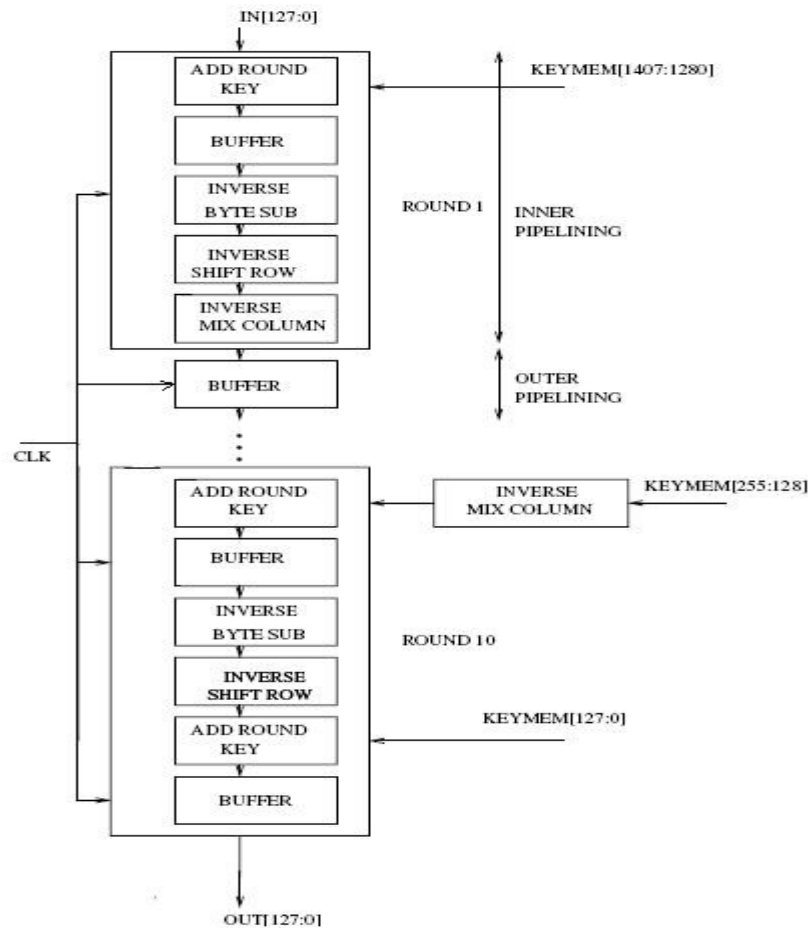 IN[127:0]
ADD ROUND
KEY
KEYMEM[1407:1280]
BUFFER
INVERSE
BYTE SUB
ROUND 1
INNER
PIPELINING
INVERSE
SHIFT ROW
INVERSE
MIX COLUMN
BUFFER
OUTER
PIPELINING
CLK
ADD ROUND
KEY
INVERSE
MIX COLUMN
KEYMEM[255:128]
BUFFER
INVERSE
BYTE SUB
ROUND 10
INVERSE
SHIFT ROW
ADD ROUND
KEY
KEYMEM[127:0]
BUFFER
OUT[127:0]